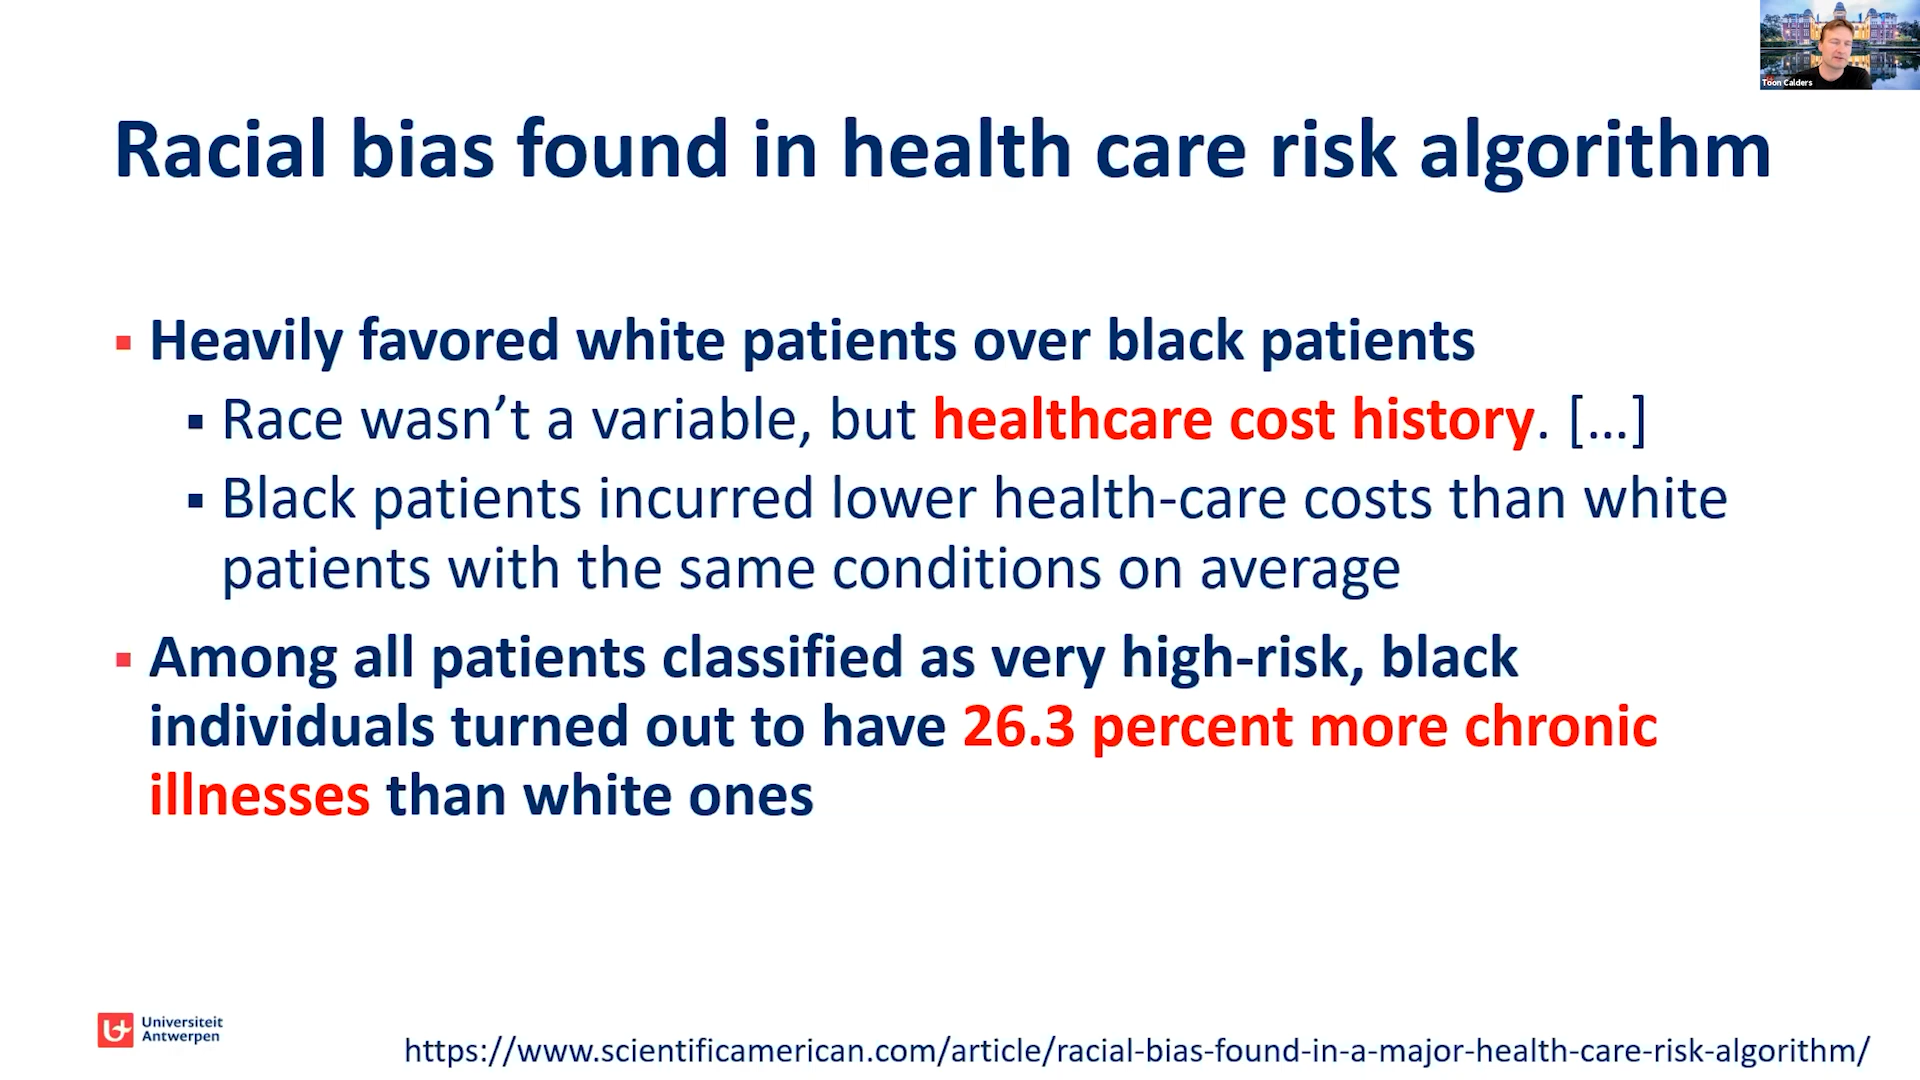 Toon Calders
Racial bias found in health care risk algorithm
▪ Heavily favored white patients over black patients
▪ Race wasn’t a variable, but healthcare cost history. […]
▪ Black patients incurred lower health-care costs than white
patients with the same conditions on average
▪ Among all patients classified as very high-risk, black
individuals turned out to have 26.3 percent more chronic
illnesses than white ones
Universiteit
Antwerpen
https://www.scientificamerican.com/article/racial-bias-found-in-a-major-health-care-risk-algorithm/